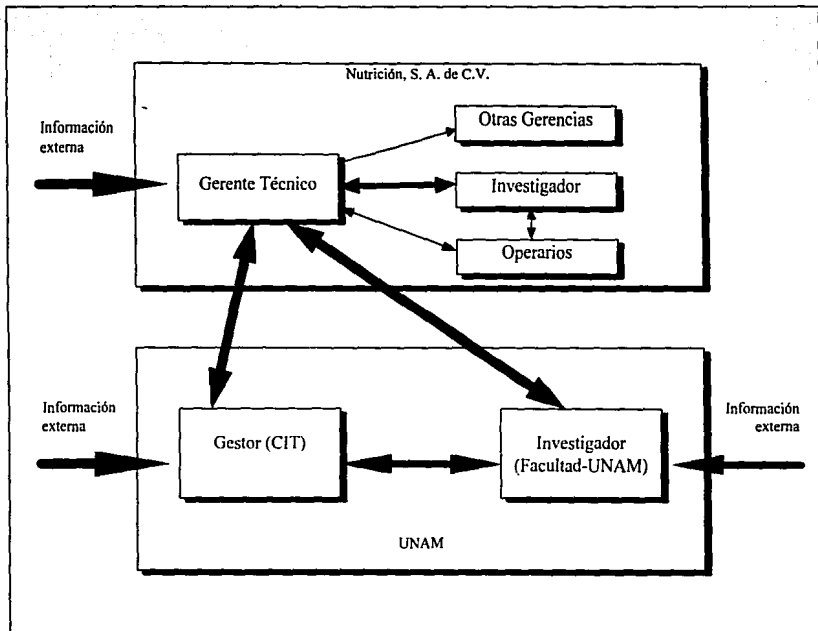 Nutrición, S. A. de C.V.
Información
externa
Otras Gerencias
Gerente Técnico
Investigador
Operarios
Información
externa
Gestor (CIT)
Investigador
(Facultad-UNAM)
Información
externa
UNAM